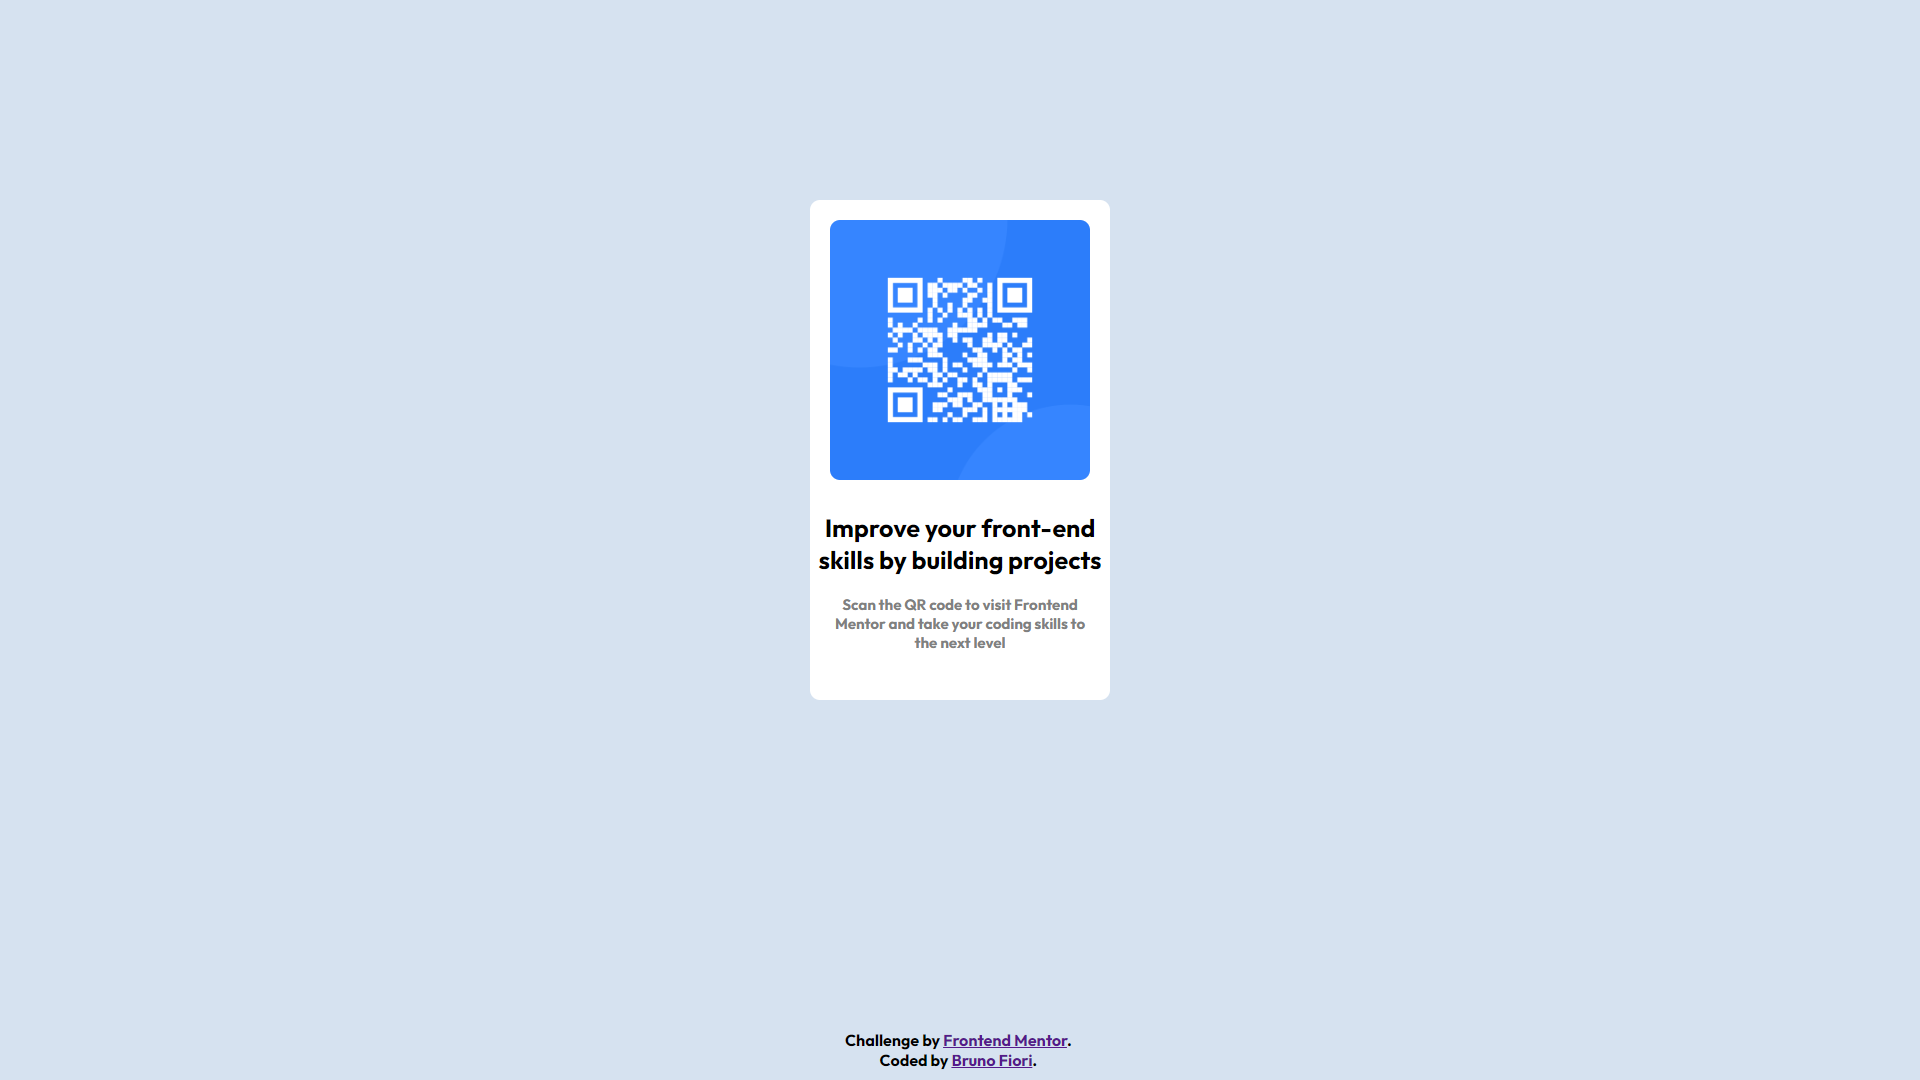 Improve your front-end
skills by building projects
Scan the QR code to visit Frontend
Mentor and take your coding skills to
the next level
Challenge by Frontend Mentor.
Coded by Bruno Fiori.